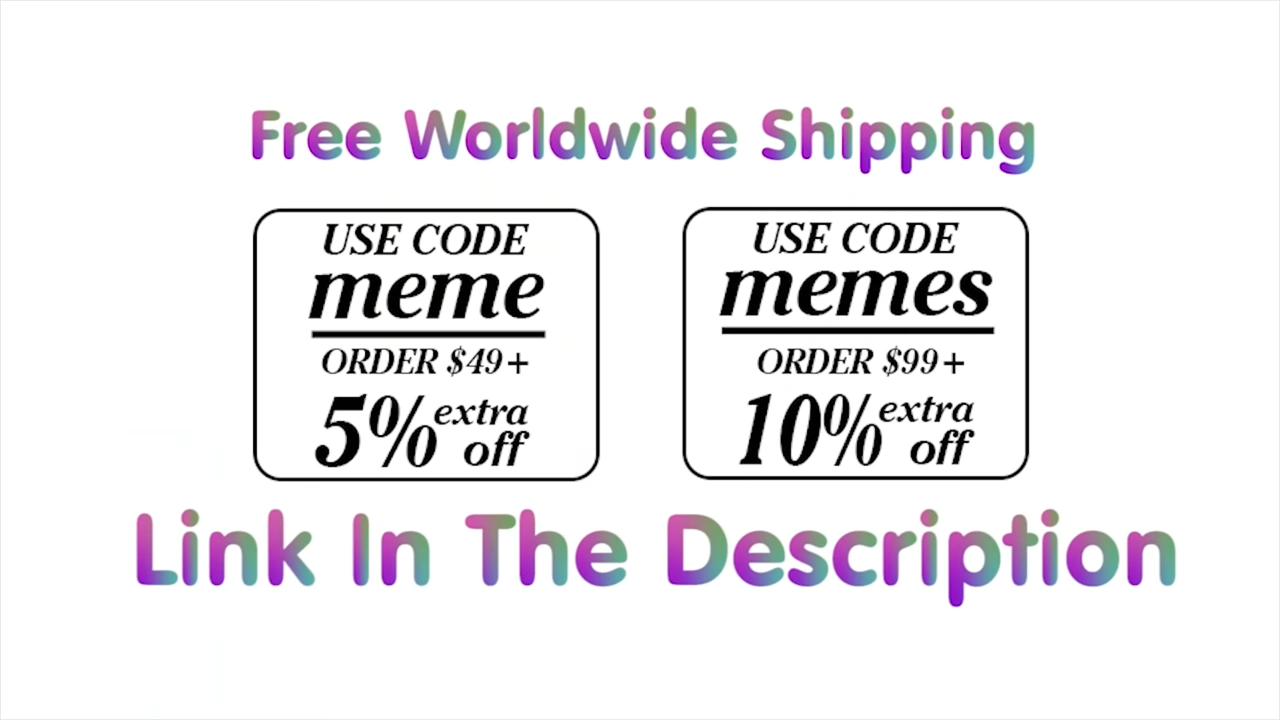 Free Worldwide Shipping
USE CODE
meme
ORDER $49+
5% extra
off
USE CODE
memes
ORDER $99+
10% extra
off
Link In The Description